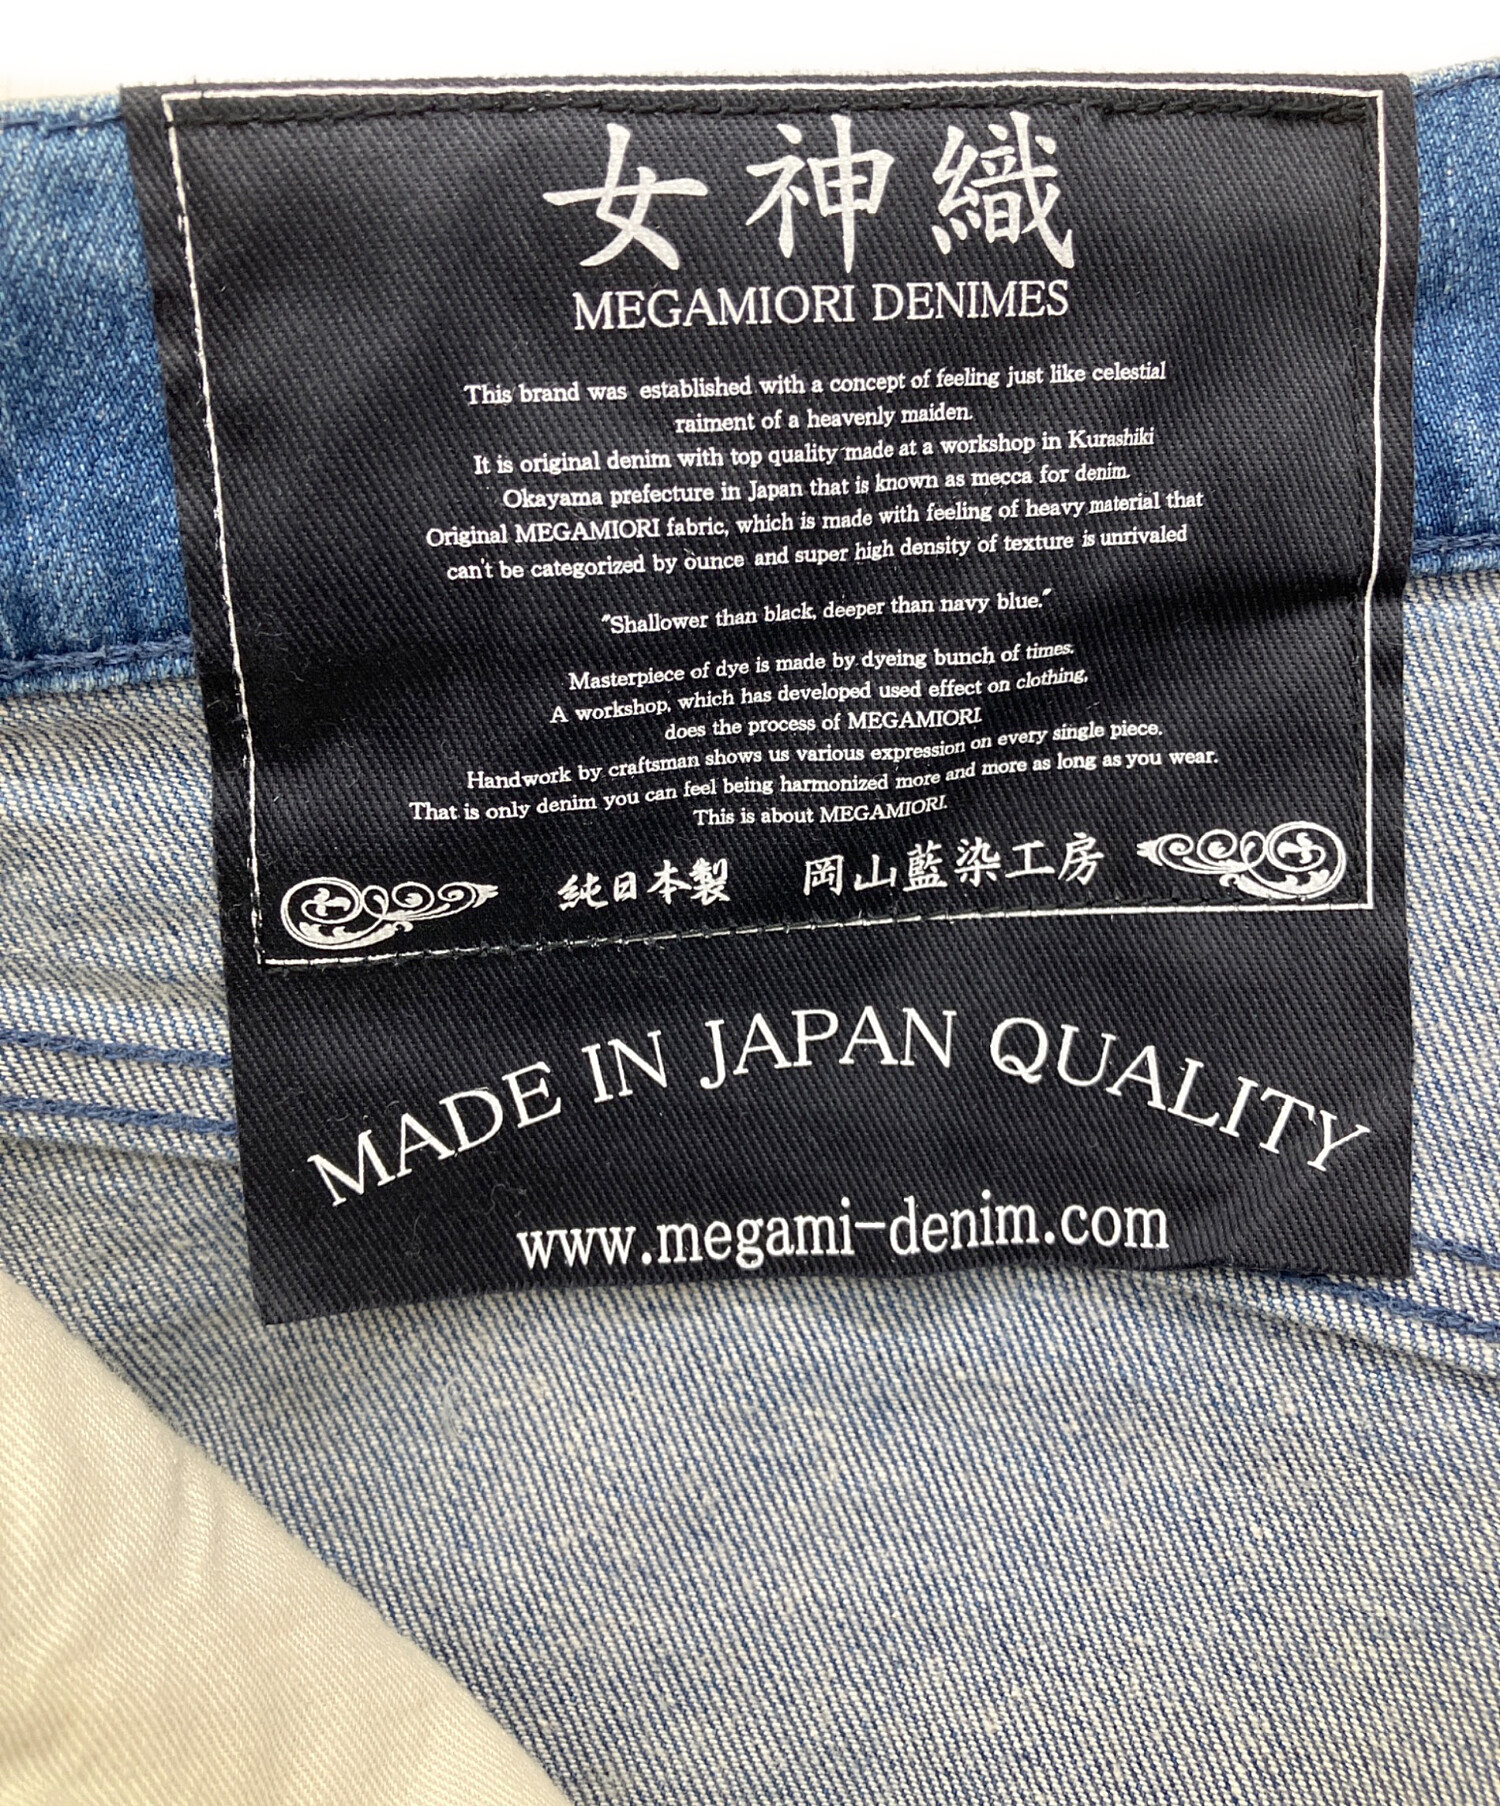 女神織
MEGAMIORI DENIMES
This brand was established with a concept of feeling just like celestial
raiment of a heavenly maiden.
It is original denim with top quality made at a workshop in Kurashiki
Okayama prefecture in Japan that is known as mecca for denim.
Original MEGAMIORI fabric, which is made with feeling of heavy material that
can't be categorized by ounce and super high density of texture is unrivaled
"Shallower than black, deeper than navy blue."
Masterpiece of dye is made by dyeing bunch of times.
A workshop, which has developed used effect on clothing,
does the process of MEGAMIORI.
Handwork by craftsman shows us various expression on every single piece.
That is only denim you can feel being harmonized more and more as long as you wear.
This is about MEGAMIORI.
純日本製 岡山藍染工房
MADE IN JAPAN QUALITY
www.megami-denim.com